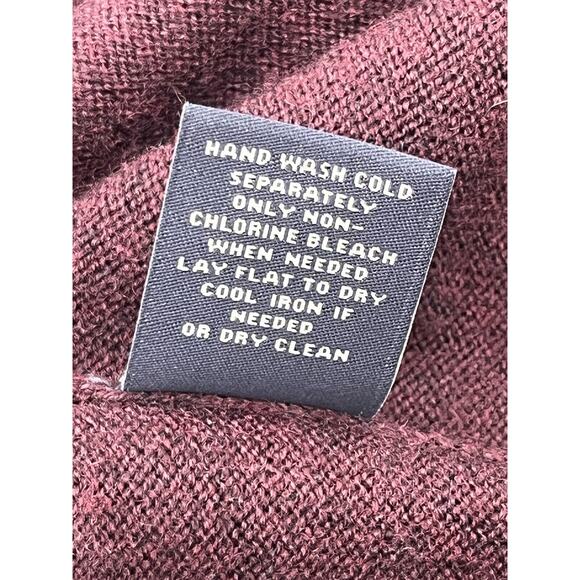 HAND WASH COLD
SEPARATELY
ONLY NON-
CHLORINE BLEACH
WHEN NEEDED
LAY FLAT TO DRY
COOL IRON IF
NEEDED
OR DRY CLEAN